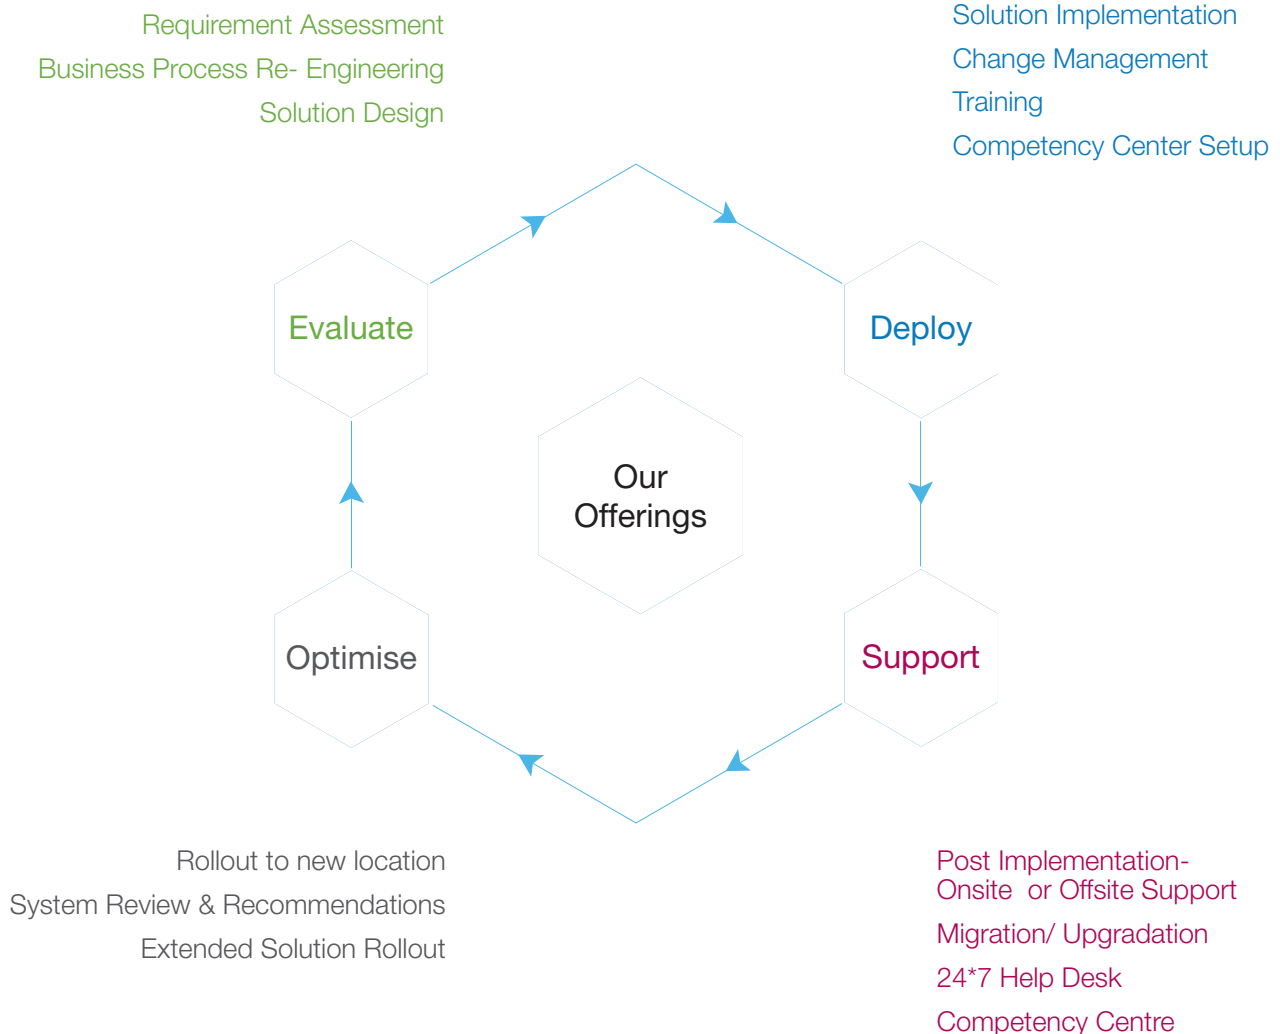 Requirement Assessment
Business Process Re- Engineering
Solution Design
Solution Implementation
Change Management
Training
Competency Center Setup
Evaluate
Deploy
Our
Offerings
Optimise
Support
Rollout to new location
System Review & Recommendations
Extended Solution Rollout
Post Implementation-
Onsite  or Offsite Support
Migration/ Upgradation
24*7 Help Desk
Competency Centre